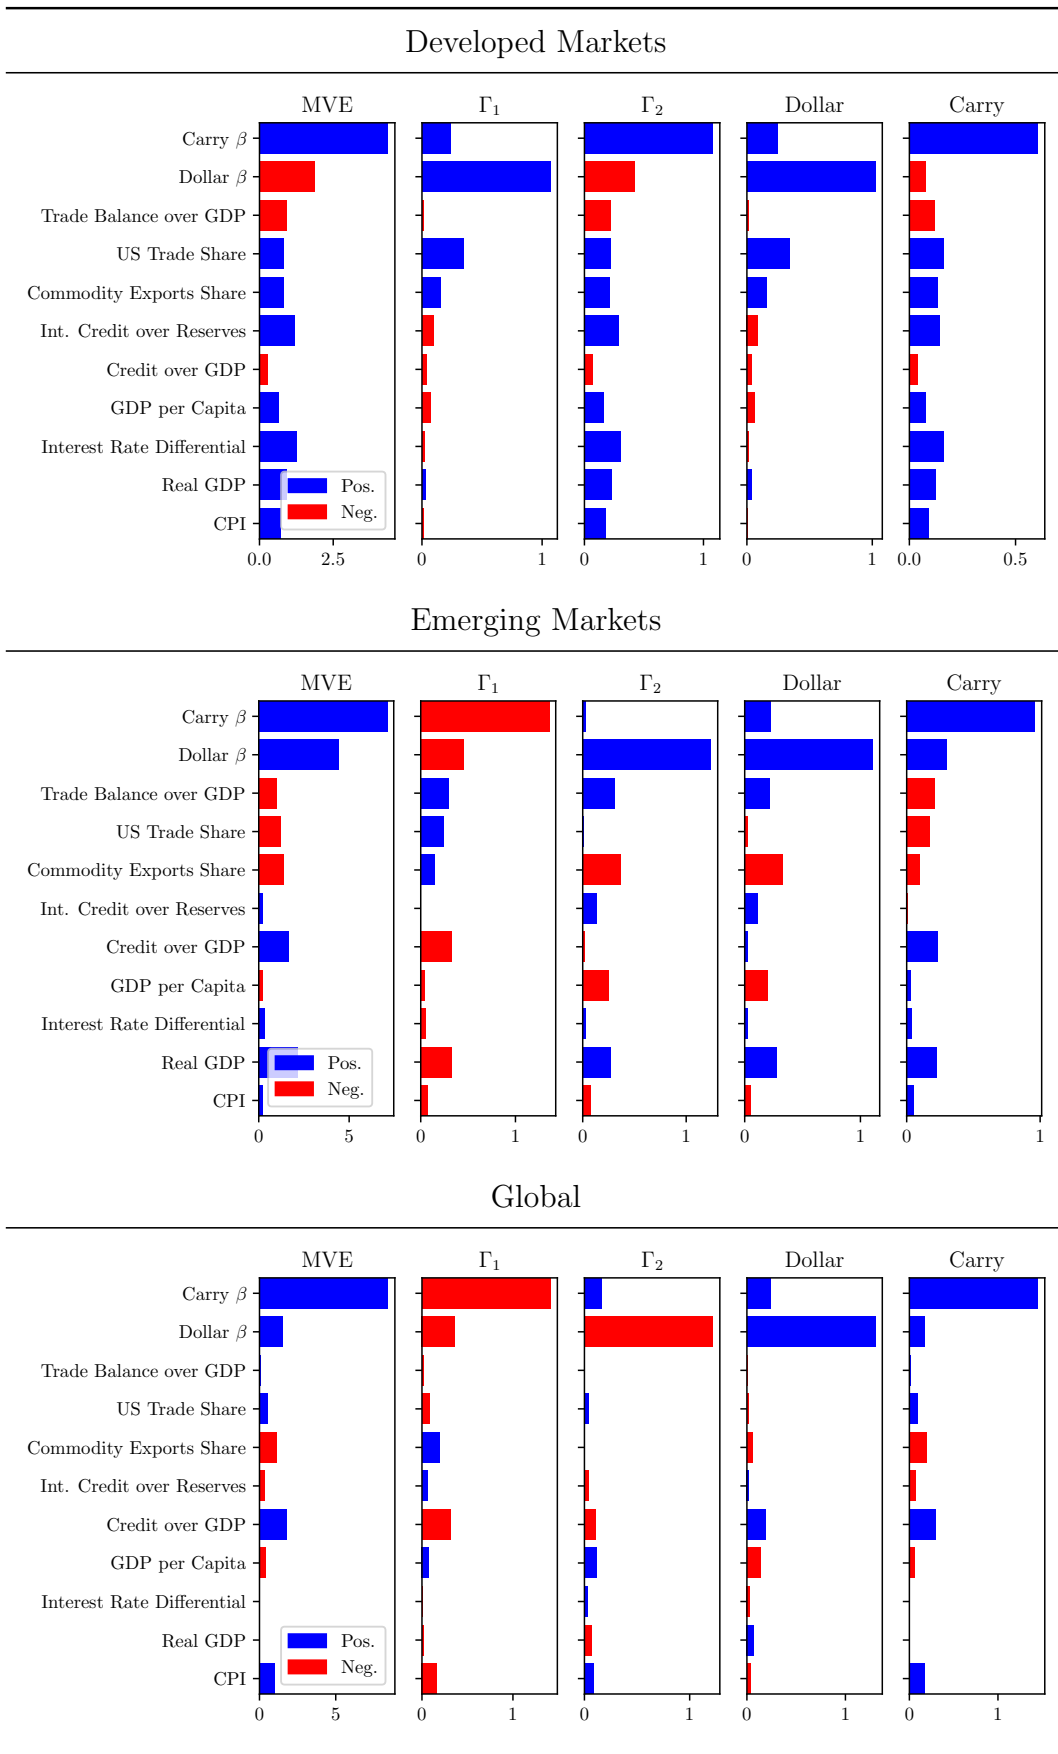 Developed Markets
MVE Γ₁ Γ₂ Dollar Carry
Carry β
Dollar β
Trade Balance over GDP
US Trade Share
Commodity Exports Share
Int. Credit over Reserves
Credit over GDP
GDP per Capita
Interest Rate Differential
Real GDP
CPI
Pos.
Neg.
0.0 2.5 0 1 0 1 0 1 0.0 0.5
Emerging Markets
MVE Γ₁ Γ₂ Dollar Carry
Carry β
Dollar β
Trade Balance over GDP
US Trade Share
Commodity Exports Share
Int. Credit over Reserves
Credit over GDP
GDP per Capita
Interest Rate Differential
Real GDP
CPI
Pos.
Neg.
0 5 0 1 0 1 0 1 0 1
Global
MVE Γ₁ Γ₂ Dollar Carry
Carry β
Dollar β
Trade Balance over GDP
US Trade Share
Commodity Exports Share
Int. Credit over Reserves
Credit over GDP
GDP per Capita
Interest Rate Differential
Real GDP
CPI
Pos.
Neg.
0 5 0 1 0 1 0 1 0 1